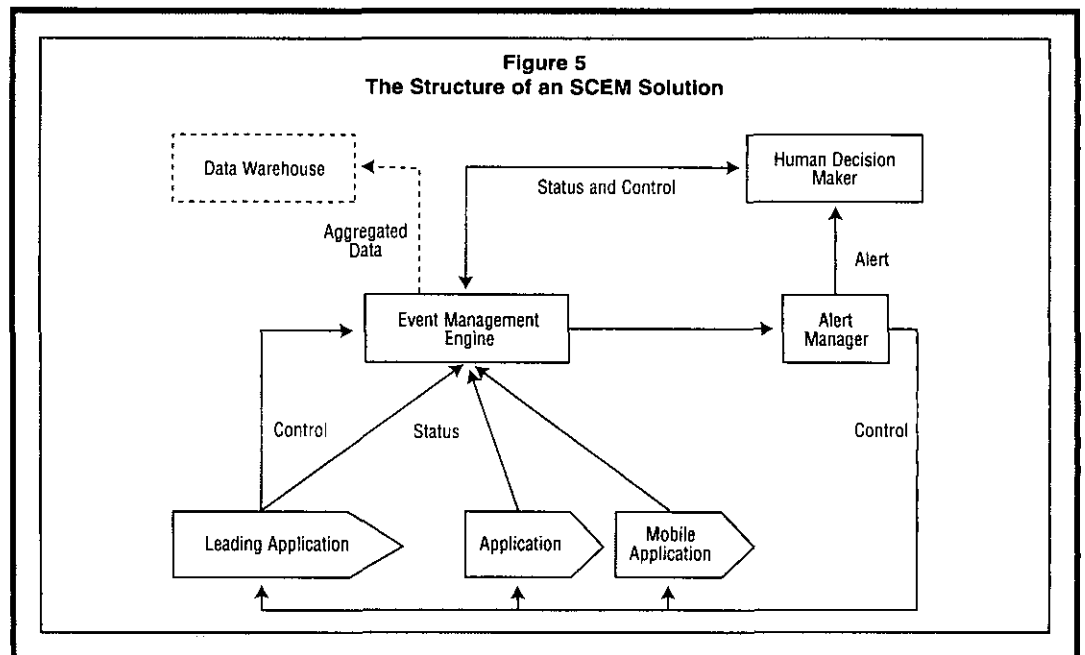 Figure 5
The Structure of an SCEM Solution
Data Warehouse
Human Decision
Maker
Status and Control
Aggregated
Data
Alert
Event Management
Engine
Alert
Manager
Control
Status
Control
Leading Application
Application
Mobile
Application